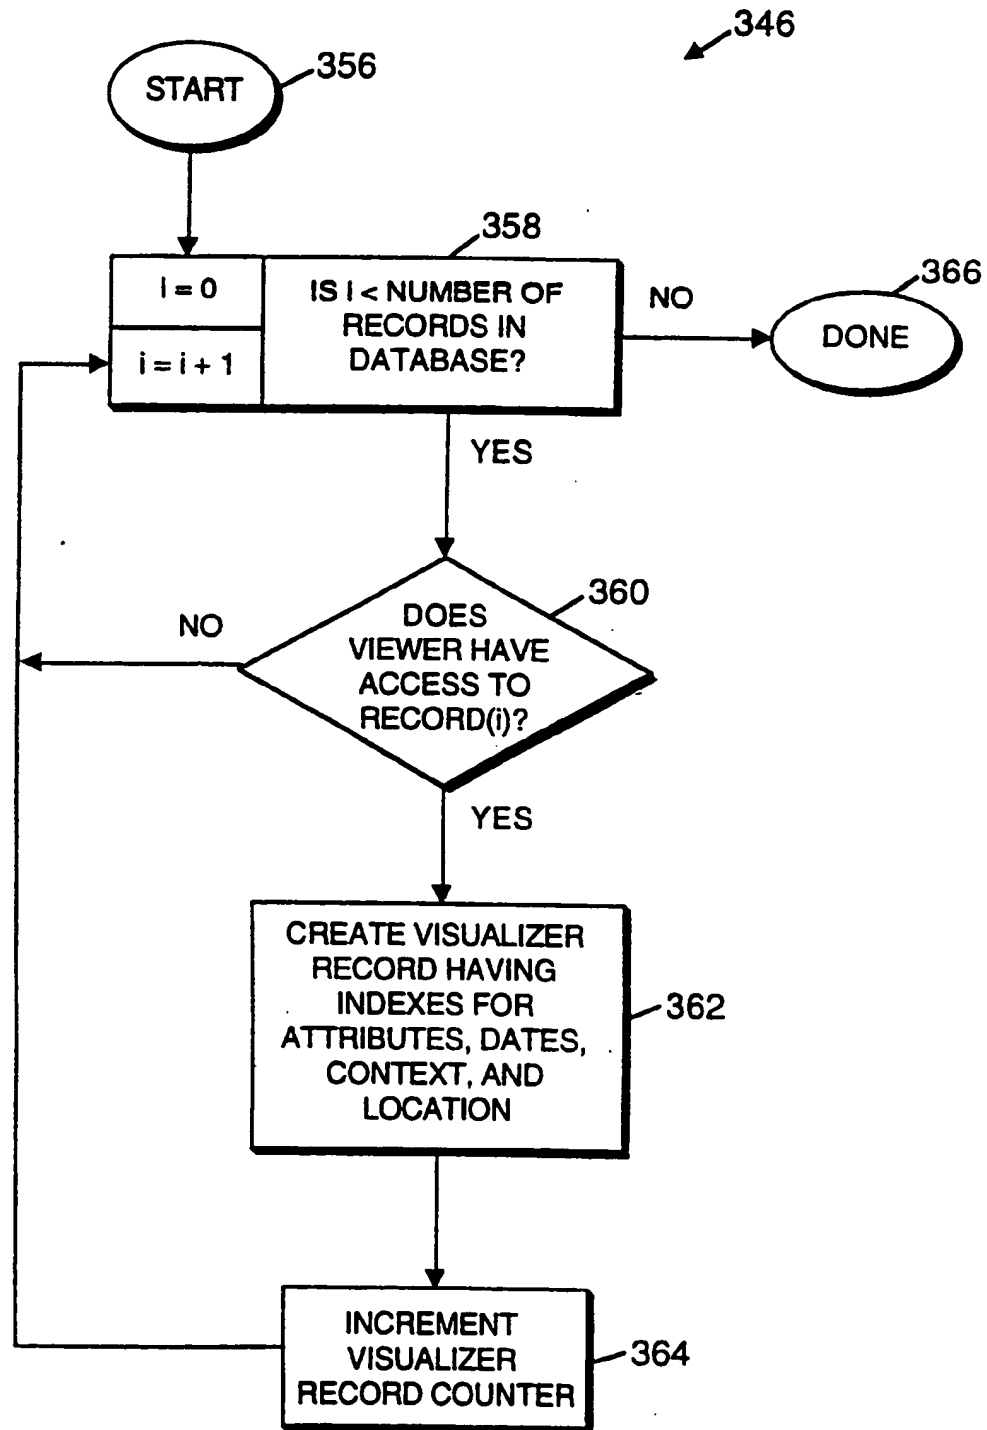 346
START
356
358
i = 0
i = i + 1
IS I < NUMBER OF
RECORDS IN
DATABASE?
NO
366
DONE
YES
360
DOES
VIEWER HAVE
ACCESS TO
RECORD(i)?
NO
YES
CREATE VISUALIZER
RECORD HAVING
INDEXES FOR
ATTRIBUTES, DATES,
CONTEXT, AND
LOCATION
362
INCREMENT
VISUALIZER
RECORD COUNTER
364